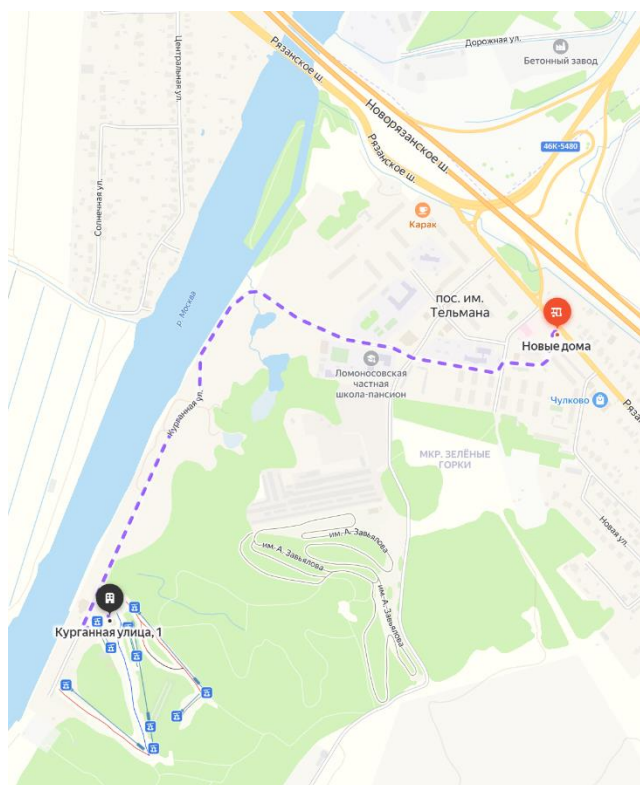 Центральная ул.
Солнечная ул.
Рязанское ш.
Дорожная ул.
Бетонный завод
Новорязанское ш.
46К-5480
Рязанское ш.
Карак
р. Москва
пос. им.
Тельмана
Новые дома
Ломоносовская
частная
школа-пансион
Чулково
Курганная ул.
МКР. ЗЕЛЁНЫЕ
ГОРКИ
Новая ул.
им. А. Завьялова
им. А. Завьялова
им. А. Завьялова
Курганная улица, 1